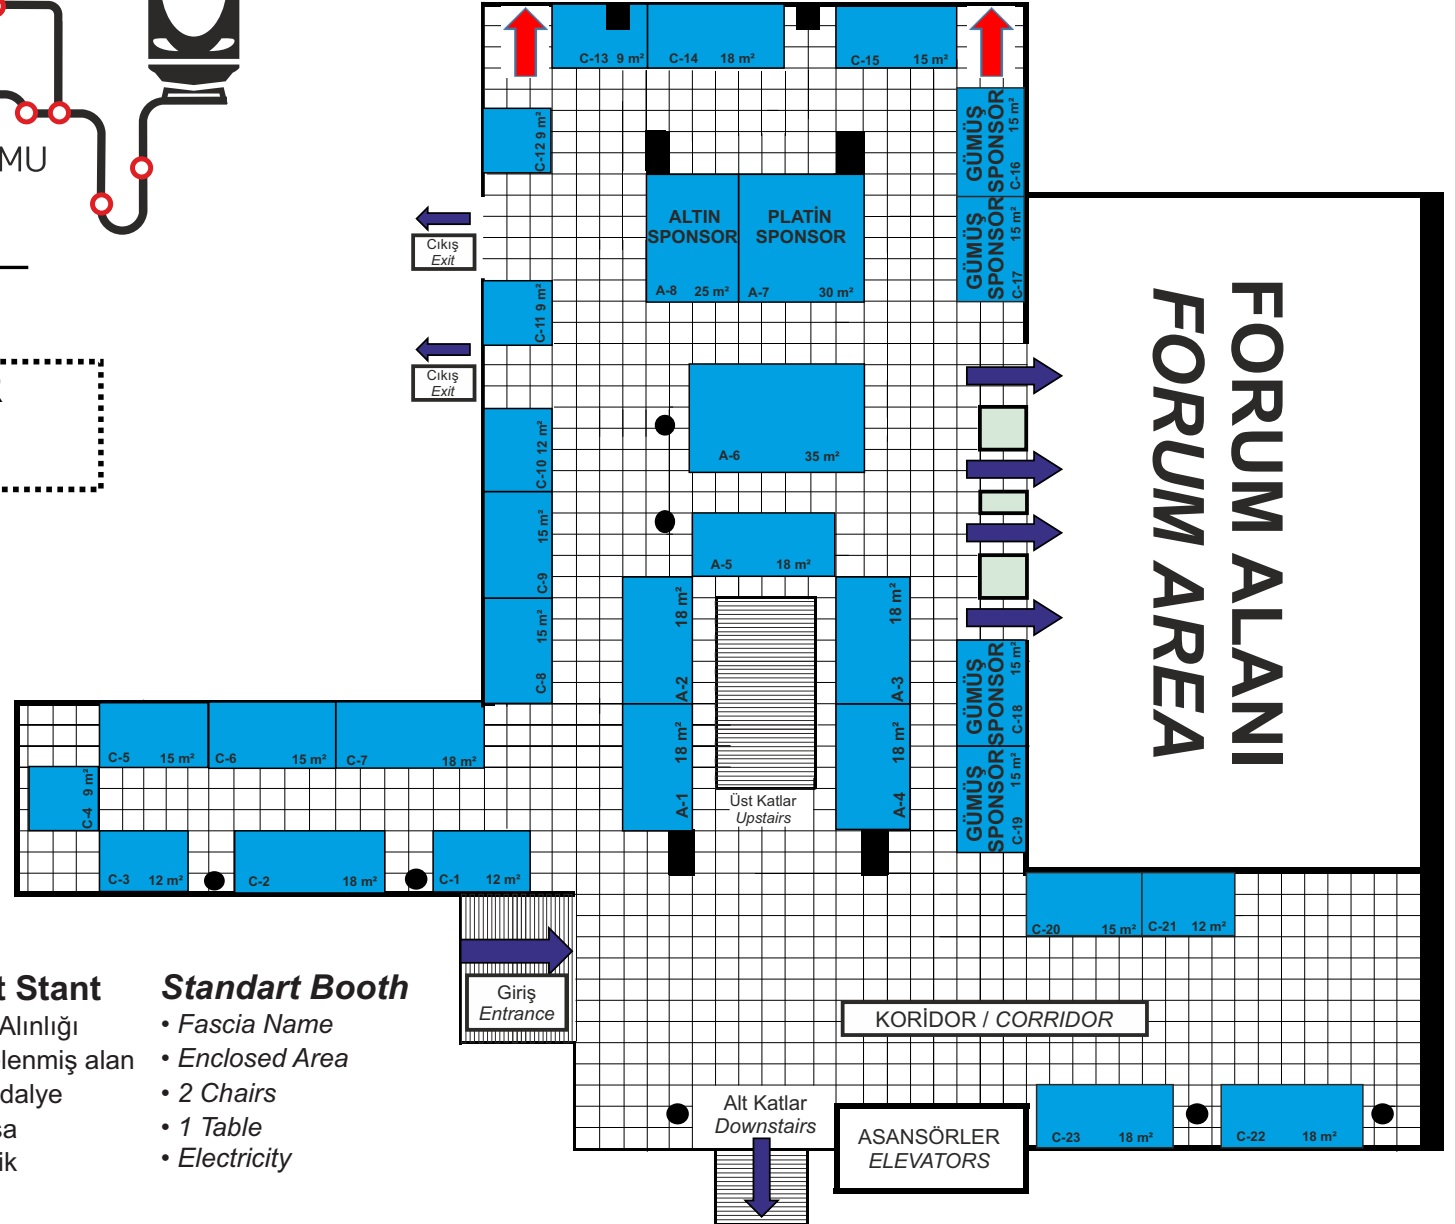 MU
C-13 9 m²
C-14 18 m²
C-15 15 m²
C-12 9 m²
GÜMÜŞ
SPONSOR
C-16 15 m²
GÜMÜŞ
SPONSOR
C-17 15 m²
Cıkış
Exit
ALTIN
SPONSOR
A-8 25 m²
PLATİN
SPONSOR
A-7 30 m²
C-11 9 m²
Cıkış
Exit
FORUM ALANI
FORUM AREA
A-6 35 m²
C-10 12 m²
C-9 15 m²
A-5 18 m²
C-8 15 m²
A-2 18 m²
A-3 18 m²
GÜMÜŞ
SPONSOR
C-18 15 m²
C-5 15 m²
C-6 15 m²
C-7 18 m²
A-1 18 m²
A-4 18 m²
GÜMÜŞ
SPONSOR
C-19 15 m²
C-4 9 m²
Üst Katlar
Upstairs
C-3 12 m²
C-2 18 m²
C-1 12 m²
C-20 15 m²
C-21 12 m²
Giriş
Entrance
KORİDOR / CORRIDOR
t Stant
Alınlığı
lenmiş alan
dalye
sa
ik
Standart Booth
• Fascia Name
• Enclosed Area
• 2 Chairs
• 1 Table
• Electricity
Alt Katlar
Downstairs
ASANSÖRLER
ELEVATORS
C-23 18 m²
C-22 18 m²